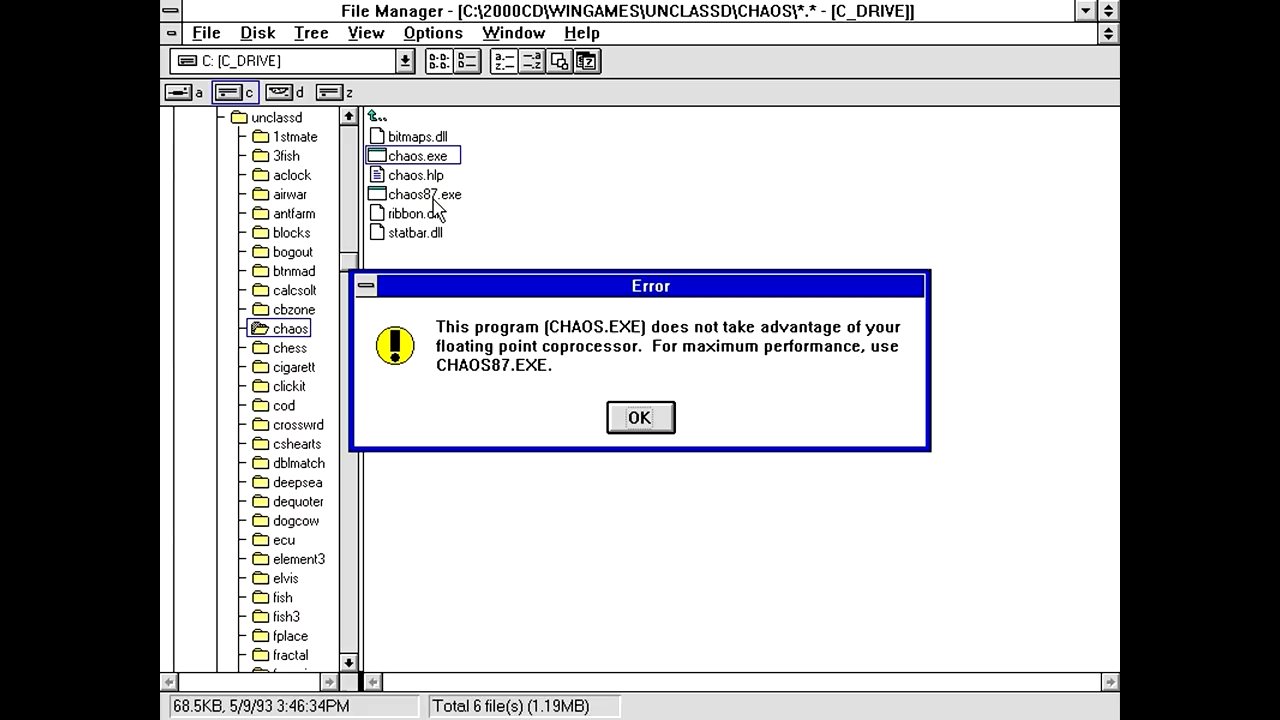 File Manager - [C:\2000CD\WINGAMES\UNCLASSD\CHAOS\*.* - [C_DRIVE]]
File Disk Tree View Options Window Help
C: [C_DRIVE]
a c d z
unclassd
1stmate
3fish
aclock
airwar
antfarm
blocks
bogout
btnmad
calcsolt
cbzone
chaos
chess
cigarett
clickit
cod
crosswrd
cshearts
dblmatch
deepsea
dequoter
dogcow
ecu
element3
elvis
fish
fish3
fplace
fractal
bitmaps.dll
chaos.exe
chaos.hlp
chaos87.exe
statbar.dll
Error
This program (CHAOS.EXE) does not take advantage of your
floating point coprocessor. For maximum performance, use
CHAOS87.EXE.
OK
68.5KB, 5/9/93 3:46:34PM
Total 6 file(s) (1.19MB)